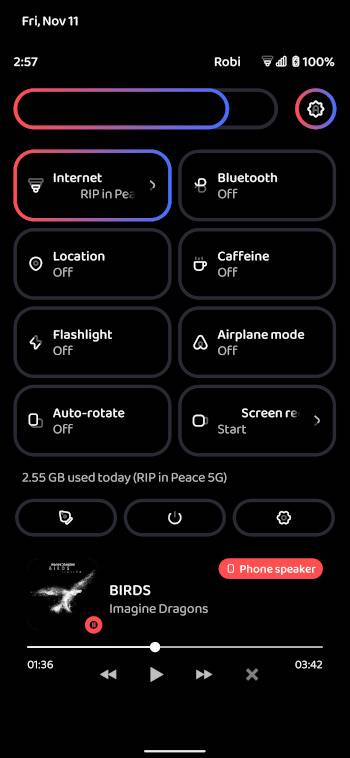 Fri, Nov 11
2:57
Robi
100%
Internet
RIP in Pea
Bluetooth
Off
Location
Off
Caffeine
Off
Flashlight
Off
Airplane mode
Off
Auto-rotate
Off
Screen re
Start
2.55 GB used today (RIP in Peace 5G)
Phone speaker
BIRDS
BIRDS
Imagine Dragons
01:36
03:42